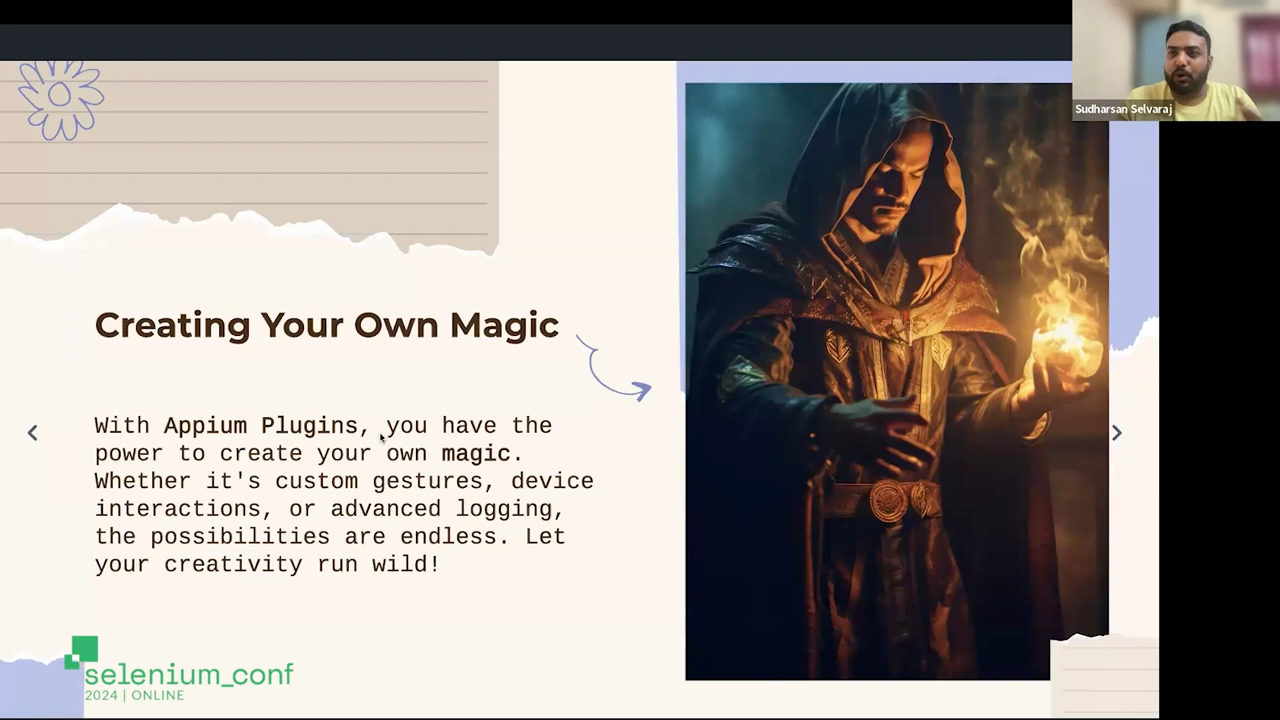 Sudharsan Selvaraj
Creating Your Own Magic
With Appium Plugins, you have the
power to create your own magic.
Whether it's custom gestures, device
interactions, or advanced logging,
the possibilities are endless. Let
your creativity run wild!
selenium_conf
2024 | ONLINE